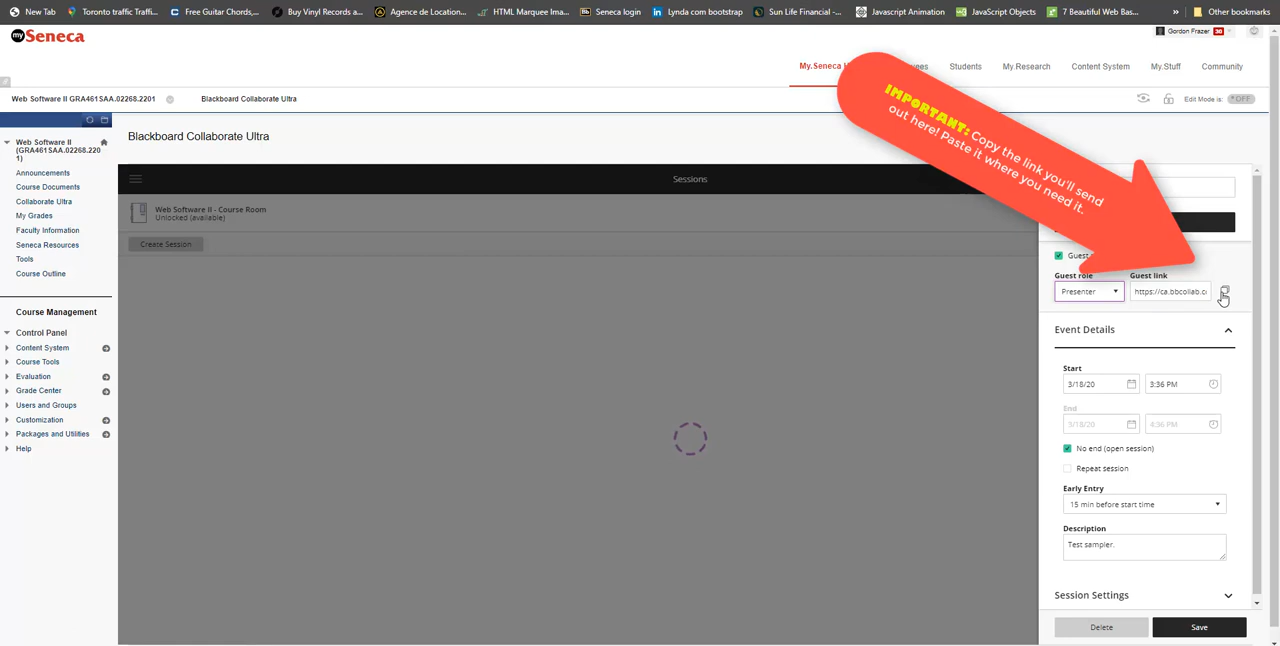 New Tab
Toronto traffic Traffi...
Free Guitar Chords,...
Buy Vinyl Records a...
Agence de Location...
HTML Marquee Ima...
Seneca login
Lynda com bootstrap
Sun Life Financial -...
Javascript Animation
JavaScript Objects
7 Beautiful Web Bas...
»
Other bookmarks
my Seneca
Gordon Frazer 36
My.Seneca
Students
My.Research
Content System
My.Stuff
Community
Web Software II GRA461SAA.02268.2201
Blackboard Collaborate Ultra
Edit Mode is: OFF
Web Software II
(GRA461SAA.02268.220
1)
Announcements
Course Documents
Collaborate Ultra
My Grades
Faculty Information
Seneca Resources
Tools
Course Outline
Course Management
Control Panel
Content System
Course Tools
Evaluation
Grade Center
Users and Groups
Customization
Packages and Utilities
Help
Blackboard Collaborate Ultra
Sessions
Web Software II - Course Room
Unlocked (available)
Create Session
IMPORTANT: Copy the link you'll send
out here! Paste it where you need it.
Guest
Guest role
Guest link
Presenter
https://ca.bbcollab.c
Event Details
Start
3/18/20
3:36 PM
End
3/18/20
4:36 PM
No end (open session)
Repeat session
Early Entry
15 min before start time
Description
Test sampler.
Session Settings
Delete
Save